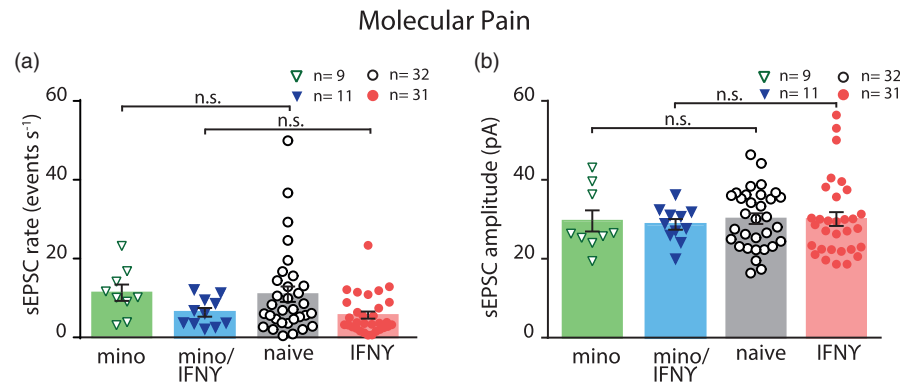 Molecular Pain
(a)
n= 9 n= 32
n= 11 n= 31
n.s.
n.s.
sEPSC rate (events s⁻¹)
60
40
20
0
mino mino/ naive IFNY
IFNY
(b)
n= 9 n= 32
n= 11 n= 31
n.s.
n.s.
sEPSC amplitude (pA)
60
40
20
0
mino mino/ naive IFNY
IFNY